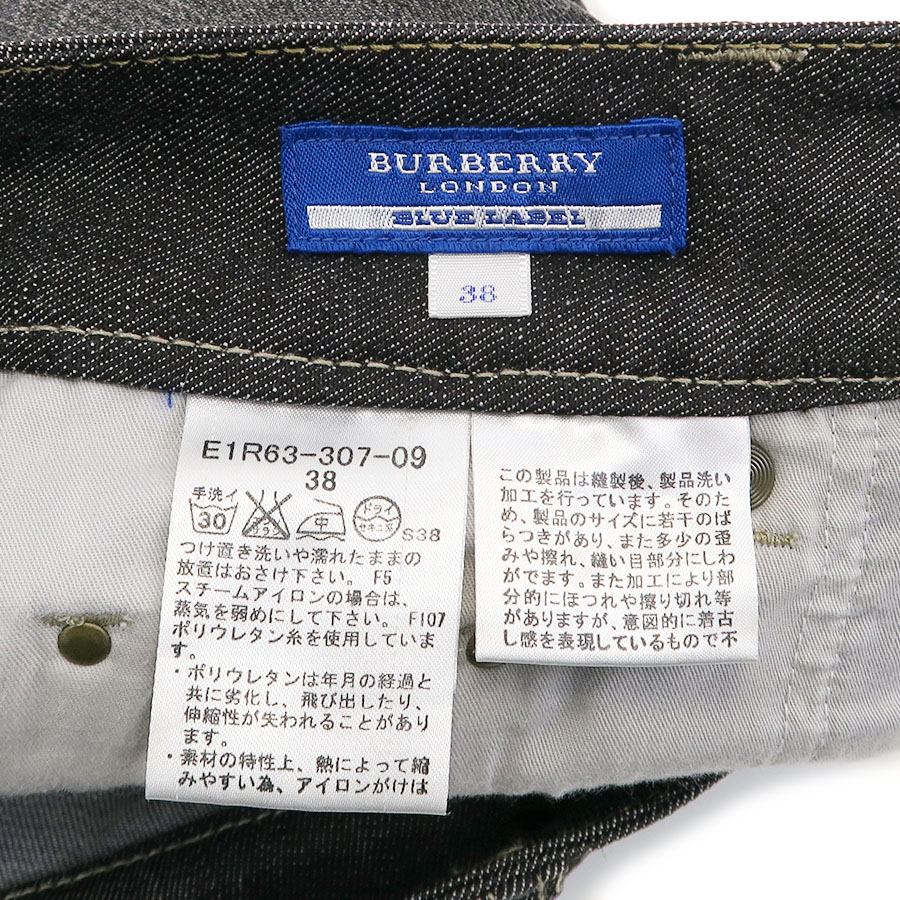 BURBERRY
LONDON
BLUE LABEL
38
E1R63-307-09
38
手洗イ 30 エンソサラシ 中 ドライ セキユ系 S38
つけ置き洗いや濡れたままの
放置はおさけ下さい。 F5
スチームアイロンの場合は、
蒸気を弱めにして下さい。 F107
ポリウレタン糸を使用していま
す。
・ポリウレタンは年月の経過と
共に劣化し、飛び出したり、
伸縮性が失われることがあり
ます。
・素材の特性上、熱によって縮
みやすい為、アイロンがけは
この製品は縫製後、製品洗い
加工を行っています。そのた
め、製品のサイズに若干のば
らつきがあり、また多少の歪
みや擦れ、縫い目部分にしわ
がでます。また加工により部
分的にほつれや擦り切れ等
がありますが、意図的に着古
し感を表現しているもので不